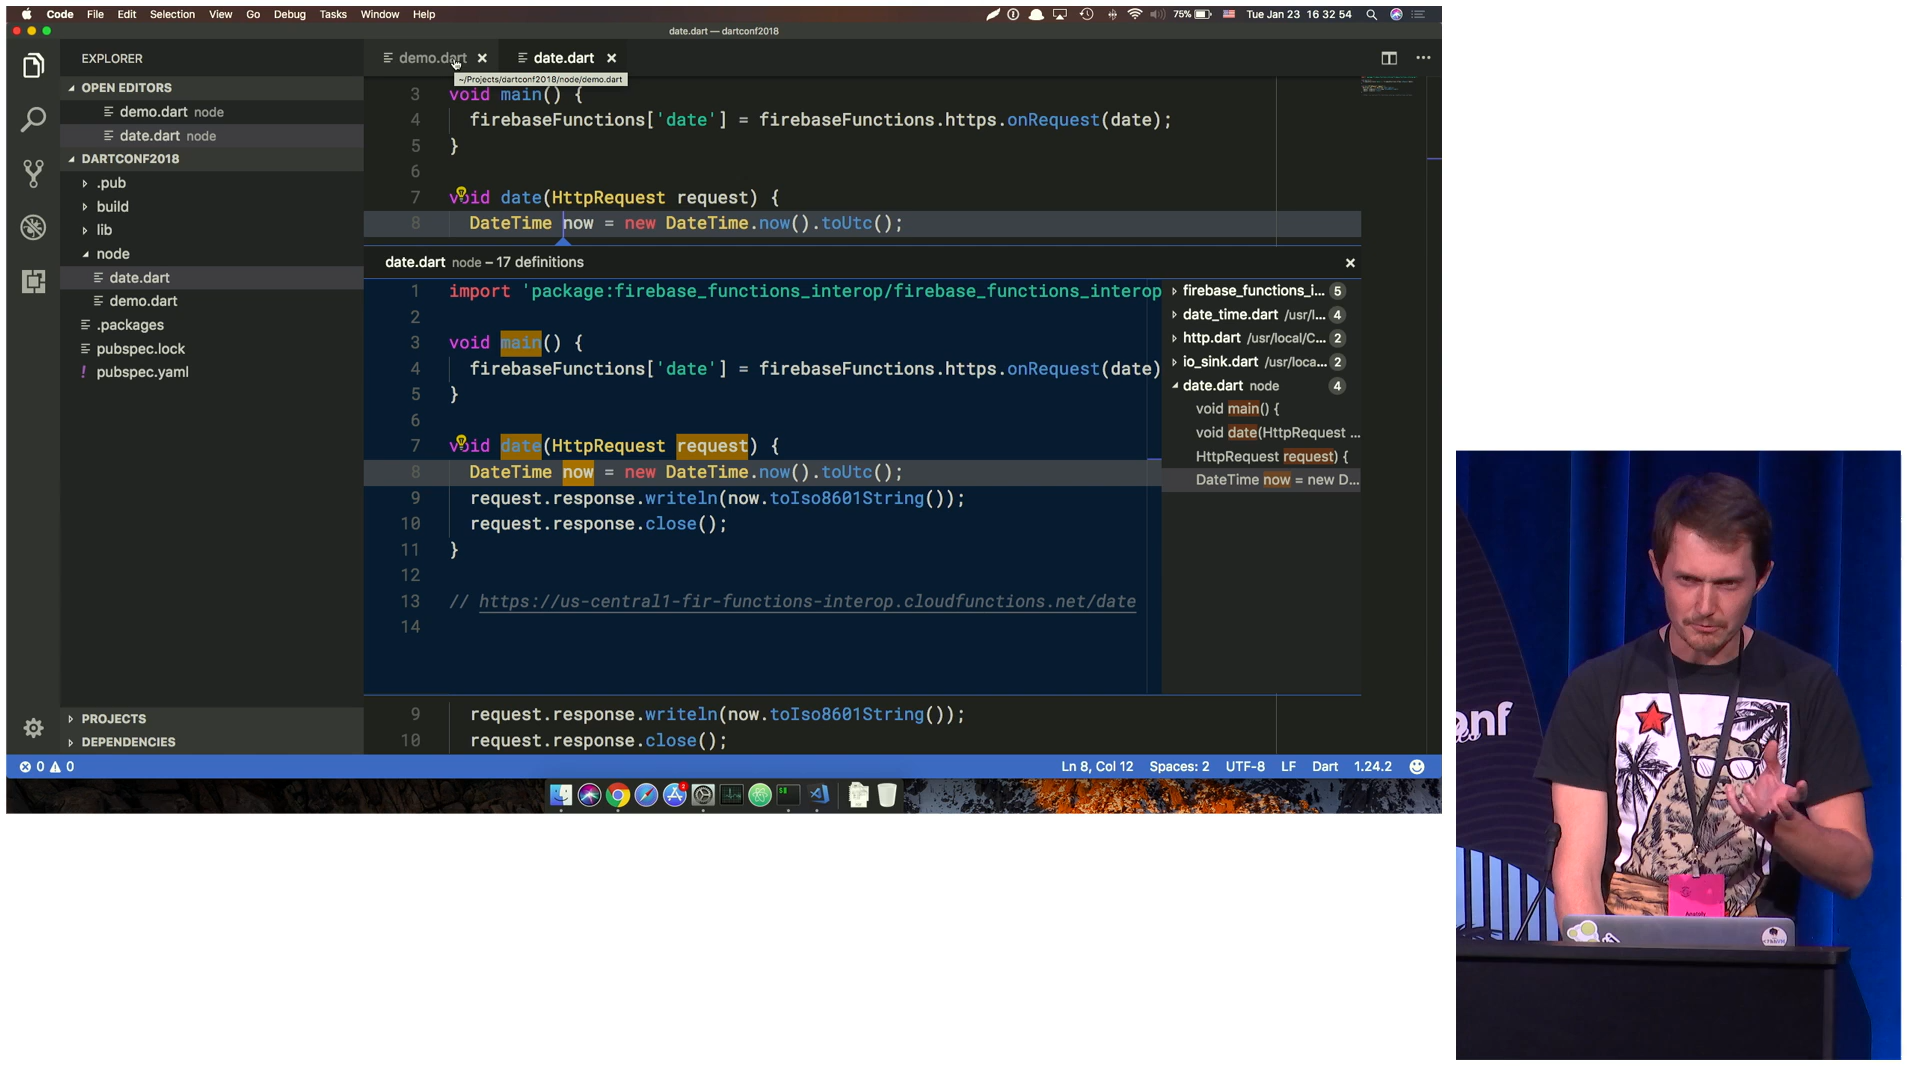 Code File Edit Selection View Go Debug Tasks Window Help 75% Tue Jan 23 16 32 54
date.dart — dartconf2018
EXPLORER
OPEN EDITORS
demo.dart node
date.dart node
DARTCONF2018
.pub
build
lib
node
date.dart
demo.dart
.packages
pubspec.lock
! pubspec.yaml
PROJECTS
DEPENDENCIES
demo.dart
date.dart
~/Projects/dartconf2018/node/demo.dart
3 void main() {
4 firebaseFunctions['date'] = firebaseFunctions.https.onRequest(date);
5 }
6
7 void date(HttpRequest request) {
8 DateTime now = new DateTime.now().toUtc();
date.dart node – 17 definitions
1 import 'package:firebase_functions_interop/firebase_functions_interop
2
3 void main() {
4 firebaseFunctions['date'] = firebaseFunctions.https.onRequest(date)
5 }
6
7 void date(HttpRequest request) {
8 DateTime now = new DateTime.now().toUtc();
9 request.response.writeln(now.toIso8601String());
10 request.response.close();
11 }
12
13 // https://us-central1-fir-functions-interop.cloudfunctions.net/date
14
firebase_functions_i... 5
date_time.dart /usr/l... 4
http.dart /usr/local/C... 2
io_sink.dart /usr/loca... 2
date.dart node 4
void main() {
void date(HttpRequest ...
HttpRequest request) {
DateTime now = new D...
9 request.response.writeln(now.toIso8601String());
10 request.response.close();
0 0
Ln 8, Col 12 Spaces: 2 UTF-8 LF Dart 1.24.2
onf
Anatoly